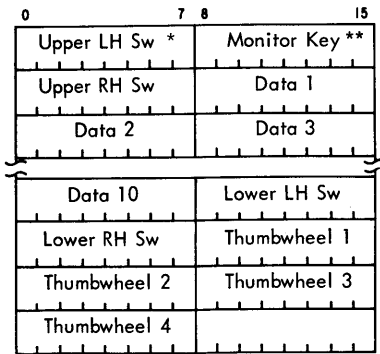 0 7 8 15
Upper LH Sw * Monitor Key **
Upper RH Sw Data 1
Data 2 Data 3
Data 10 Lower LH Sw
Lower RH Sw Thumbwheel 1
Thumbwheel 2 Thumbwheel 3
Thumbwheel 4